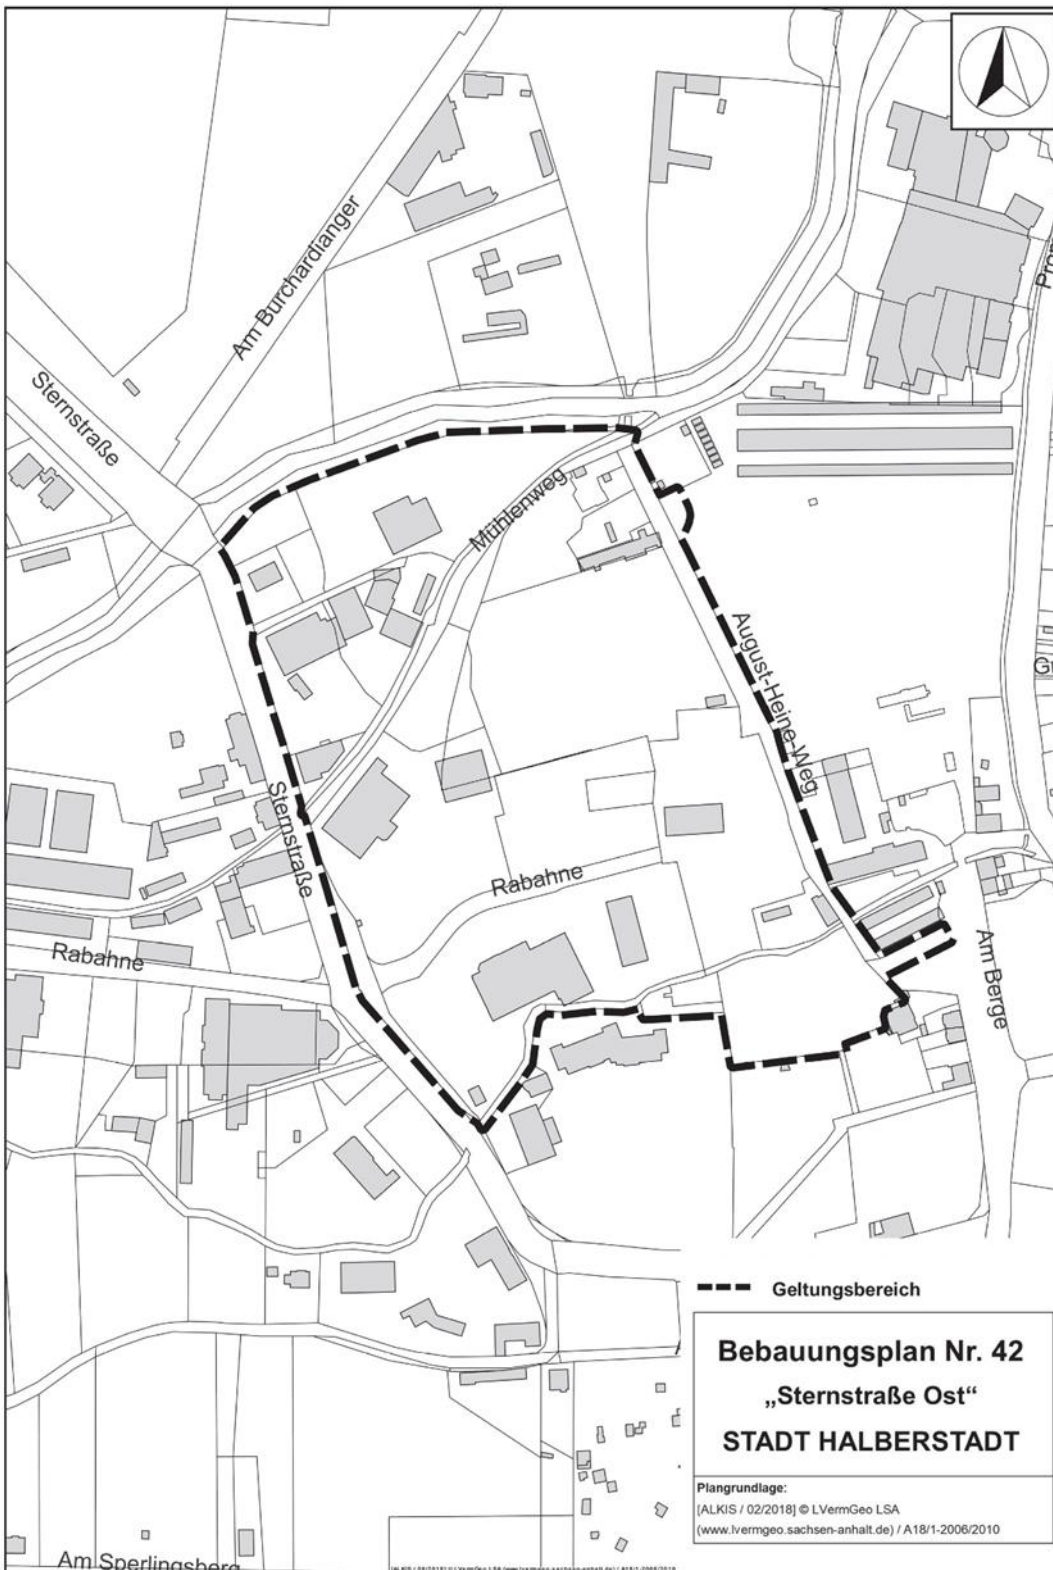 Am Burchardianger
Sternstraße
Mühlenweg
August-Heine-Weg
Sternstraße
Rabahne
Rabahne
Am Berge
Geltungsbereich
Bebauungsplan Nr. 42
„Sternstraße Ost“
STADT HALBERSTADT
Plangrundlage:
[ALKIS / 02/2018] © LVermGeo LSA
(www.lvermgeo.sachsen-anhalt.de) / A18/1-2006/2010
Am Sperlingsberg